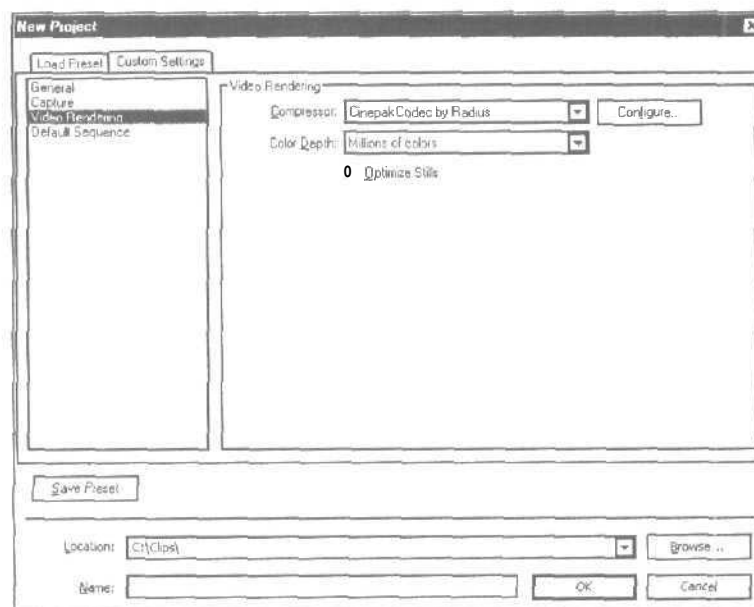 New Project
Load Preset
Custom Settings
General
Capture
Video Rendering
Default Sequence
Video Rendering
Compressor: Cinepak Codec by Radius Configure..
Color Depth: Millions of colors
0 Optimize Stills
Save Preset
Location: C:\Clips\ Browse ..
Name: OK Cancel